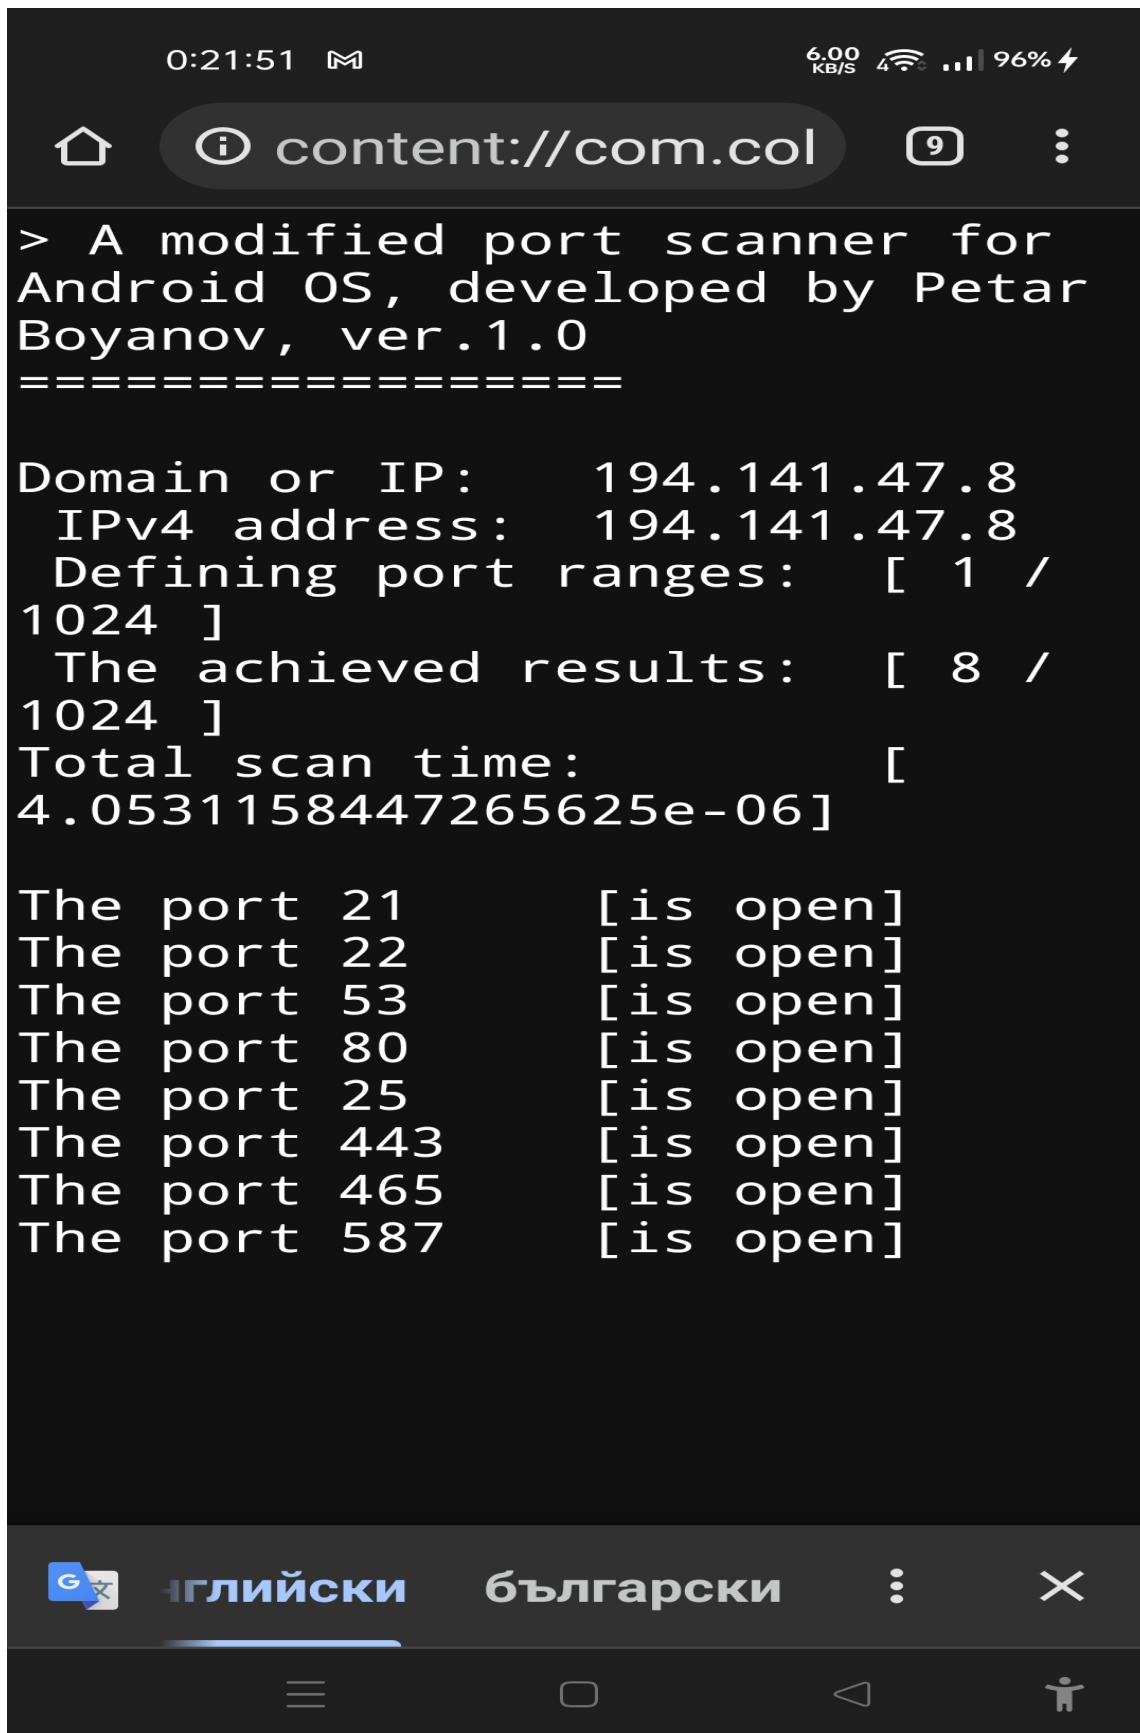 0:21:51 6.00 KB/S 4 96%
content://com.col 9
> A modified port scanner for
Android OS, developed by Petar
Boyanov, ver.1.0
=================
Domain or IP: 194.141.47.8
IPv4 address: 194.141.47.8
Defining port ranges: [ 1 /
1024 ]
The achieved results: [ 8 /
1024 ]
Total scan time: [
4.0531158447265625e-06]
The port 21 [is open]
The port 22 [is open]
The port 53 [is open]
The port 80 [is open]
The port 25 [is open]
The port 443 [is open]
The port 465 [is open]
The port 587 [is open]
G 文 нглийски български